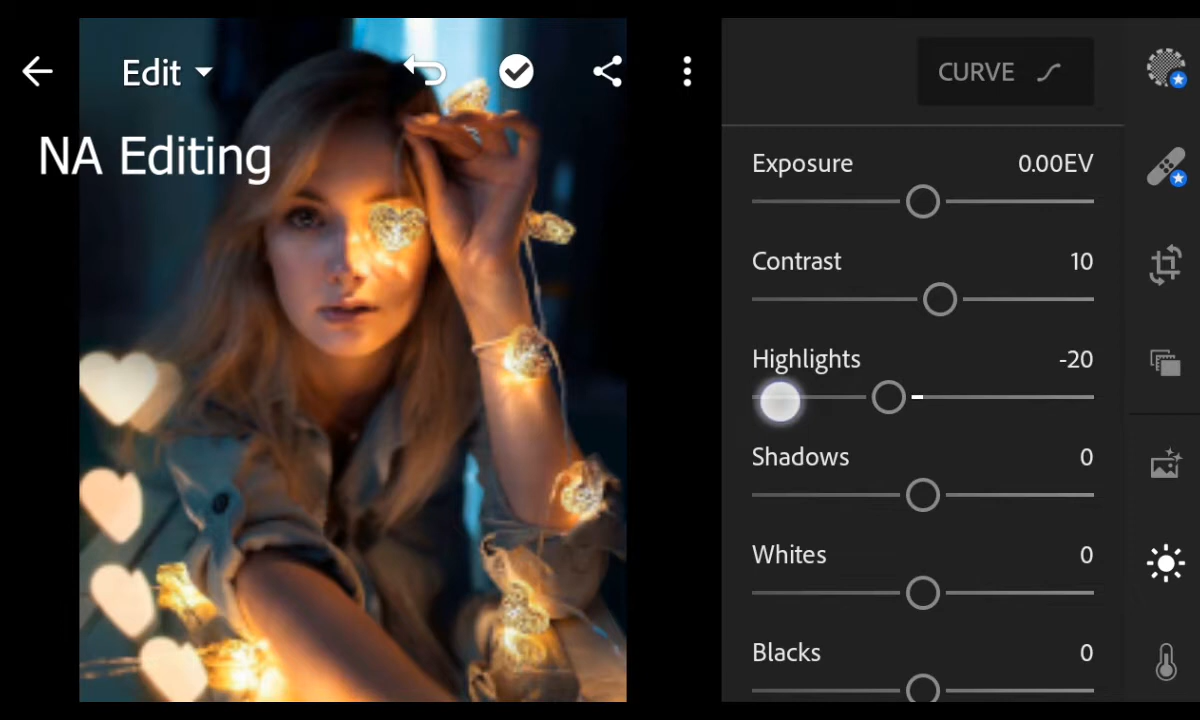 Edit
NA Editing
CURVE
Exposure 0.00EV
Contrast 10
Highlights -20
Shadows 0
Whites 0
Blacks 0